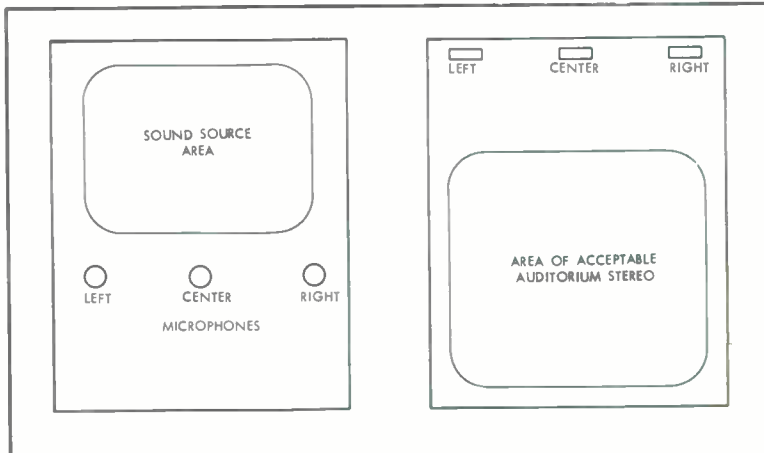 SOUND SOURCE
AREA
LEFT
CENTER
RIGHT
MICROPHONES
LEFT
CENTER
RIGHT
AREA OF ACCEPTABLE
AUDITORIUM STEREO